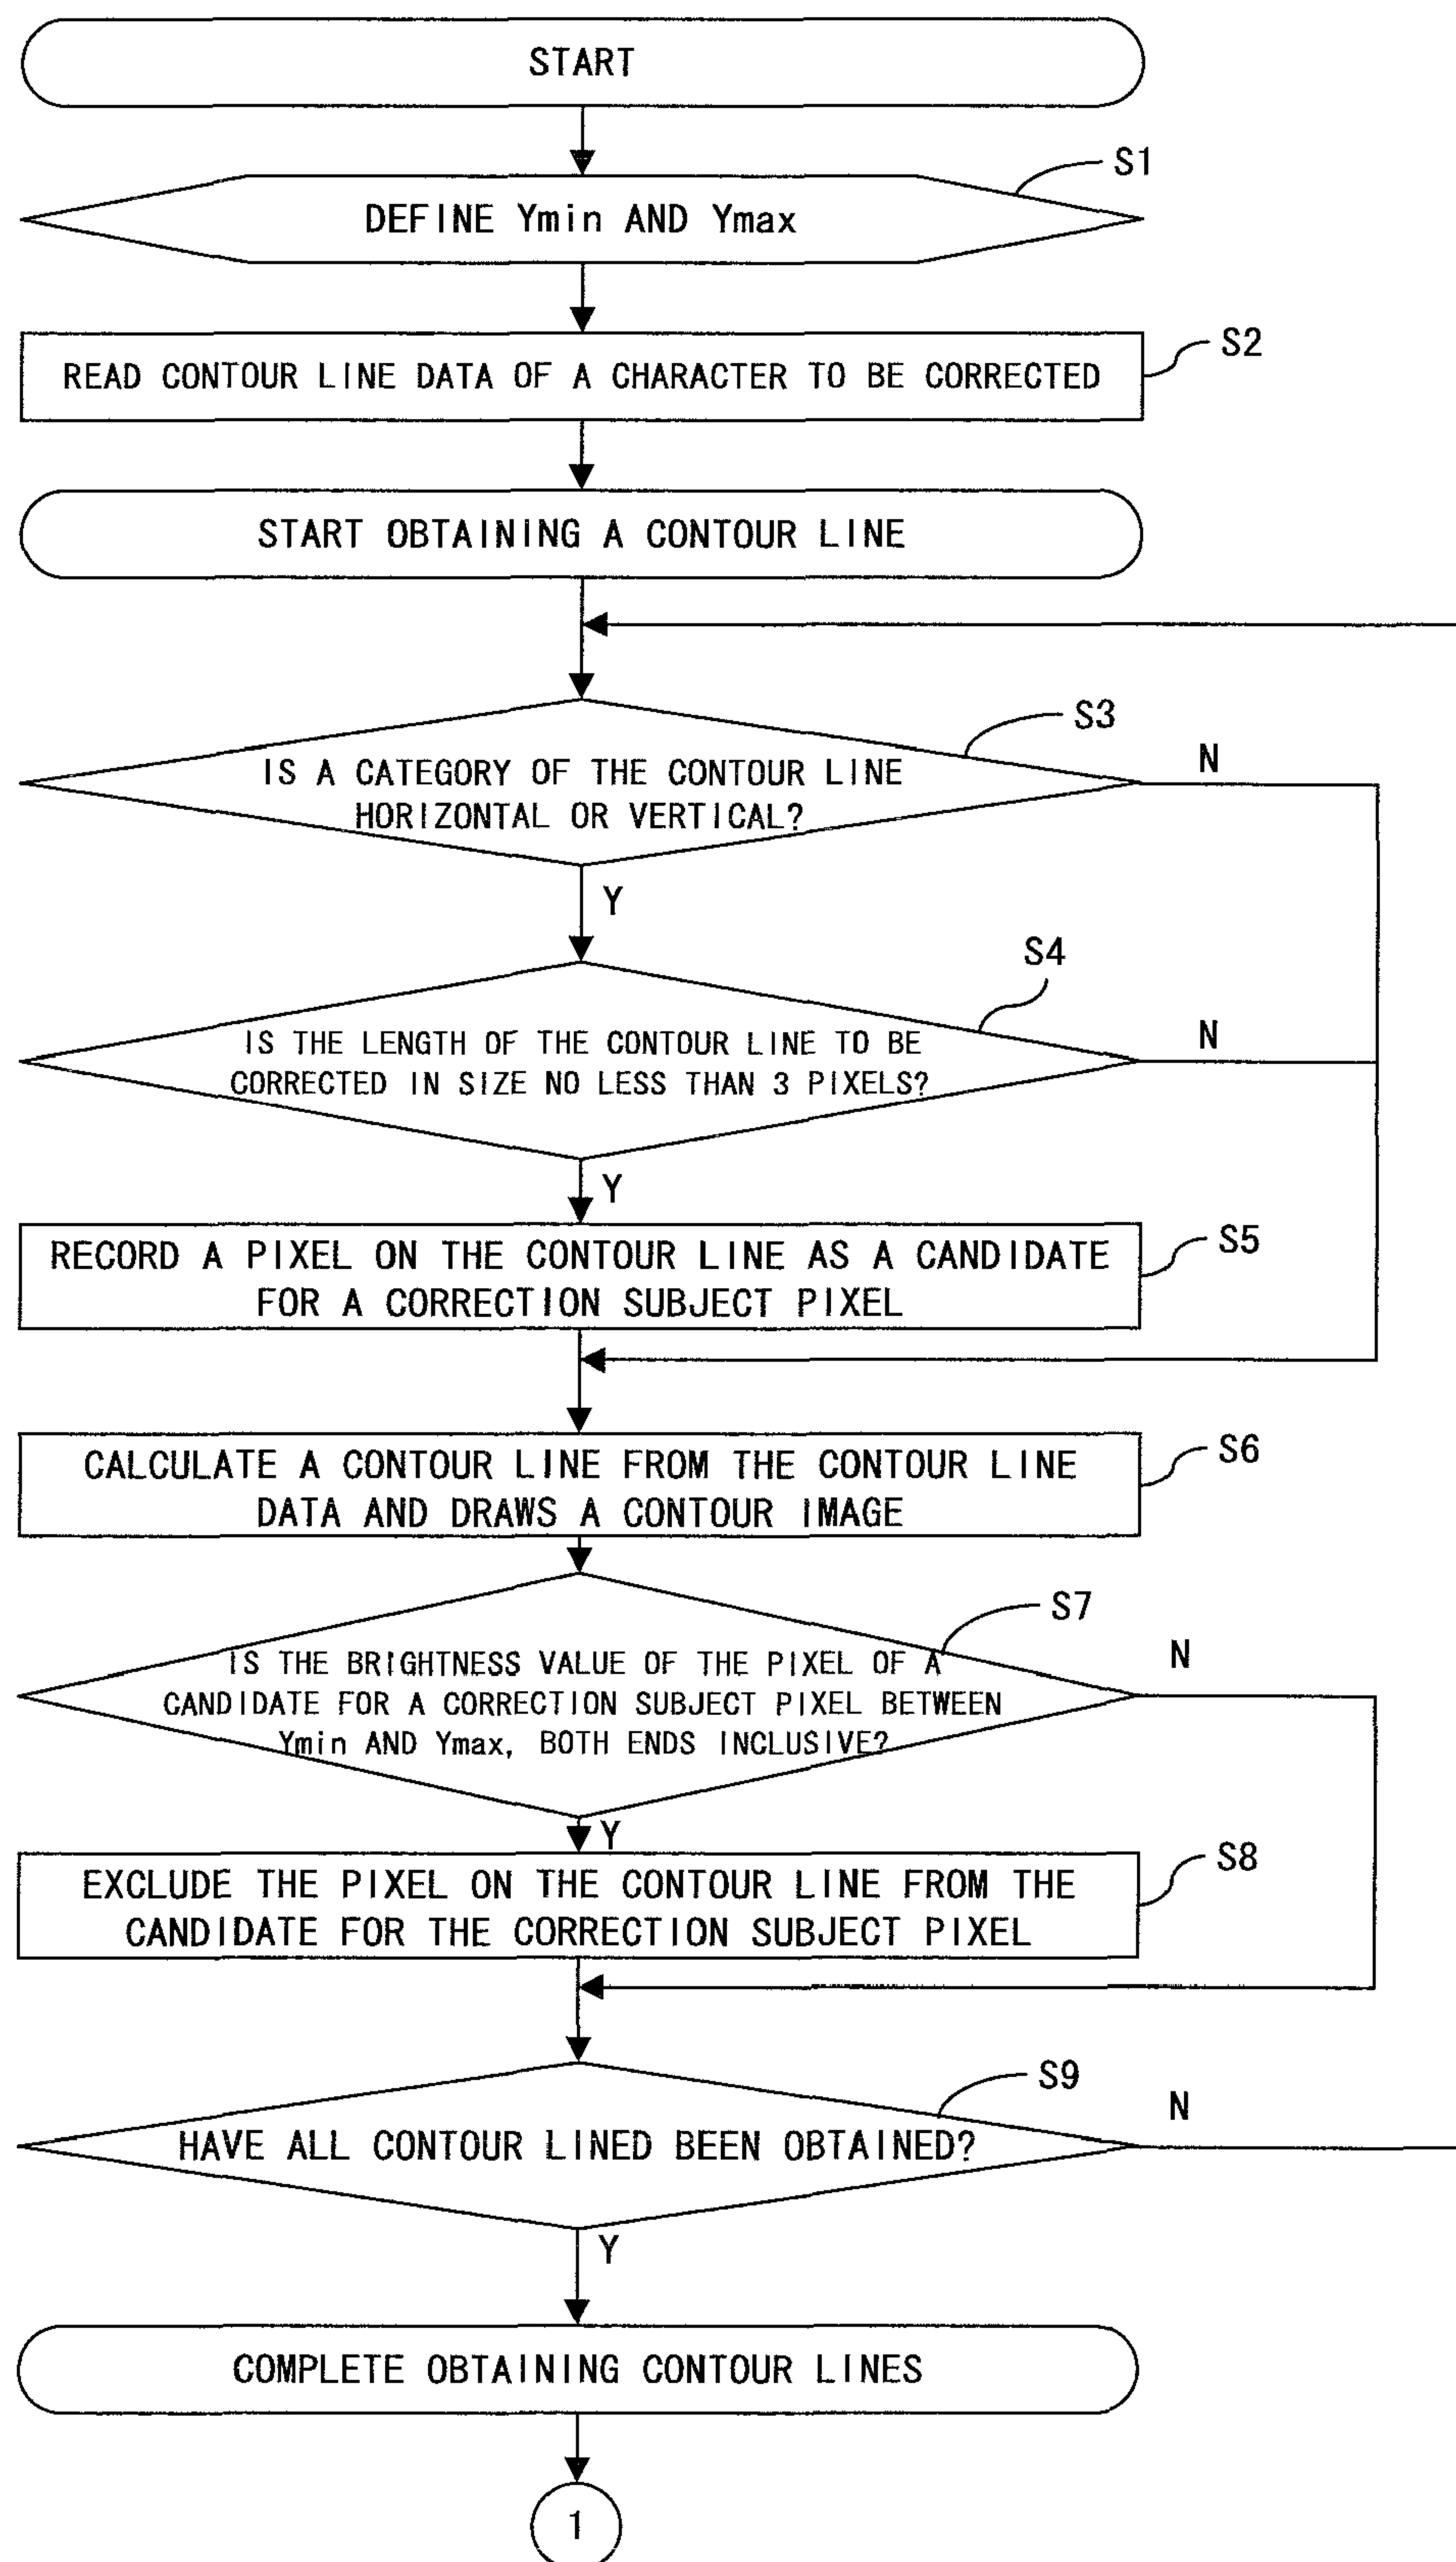 START
S1
DEFINE Ymin AND Ymax
S2
READ CONTOUR LINE DATA OF A CHARACTER TO BE CORRECTED
START OBTAINING A CONTOUR LINE
S3
N
IS A CATEGORY OF THE CONTOUR LINE
HORIZONTAL OR VERTICAL?
Y
S4
N
IS THE LENGTH OF THE CONTOUR LINE TO BE
CORRECTED IN SIZE NO LESS THAN 3 PIXELS?
Y
S5
RECORD A PIXEL ON THE CONTOUR LINE AS A CANDIDATE
FOR A CORRECTION SUBJECT PIXEL
S6
CALCULATE A CONTOUR LINE FROM THE CONTOUR LINE
DATA AND DRAWS A CONTOUR IMAGE
S7
N
IS THE BRIGHTNESS VALUE OF THE PIXEL OF A
CANDIDATE FOR A CORRECTION SUBJECT PIXEL BETWEEN
Ymin AND Ymax, BOTH ENDS INCLUSIVE?
Y
S8
EXCLUDE THE PIXEL ON THE CONTOUR LINE FROM THE
CANDIDATE FOR THE CORRECTION SUBJECT PIXEL
S9
N
HAVE ALL CONTOUR LINED BEEN OBTAINED?
Y
COMPLETE OBTAINING CONTOUR LINES
1